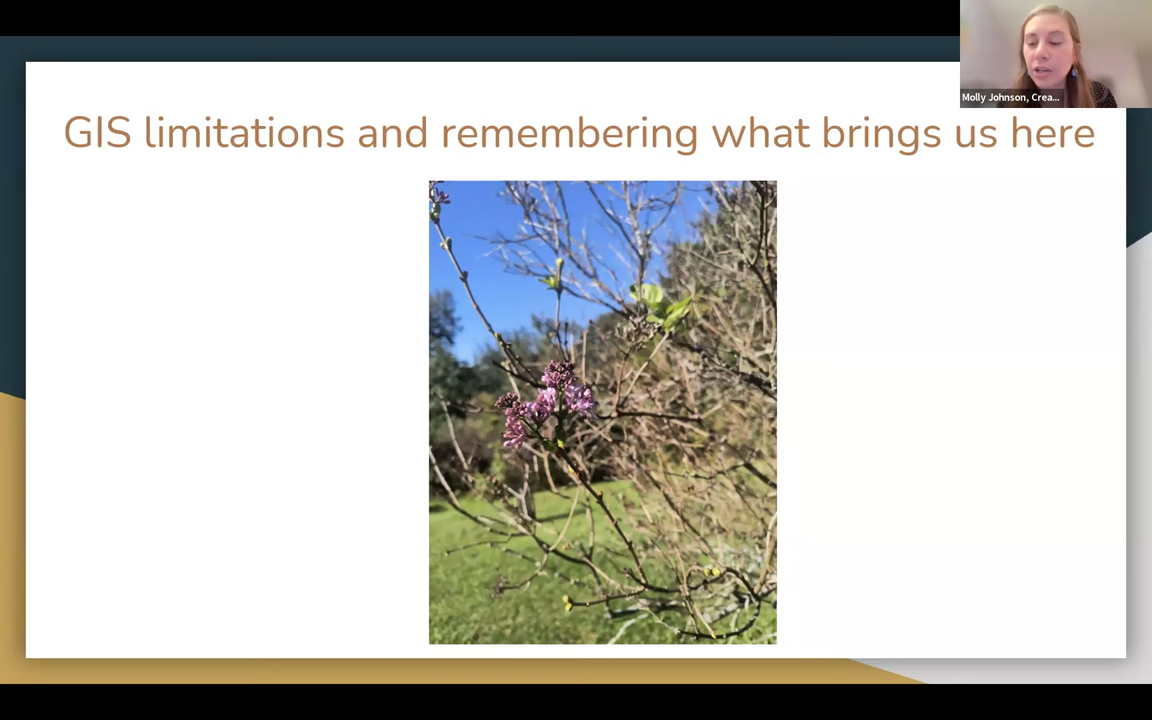 Molly Johnson, Crea...
GIS limitations and remembering what brings us here